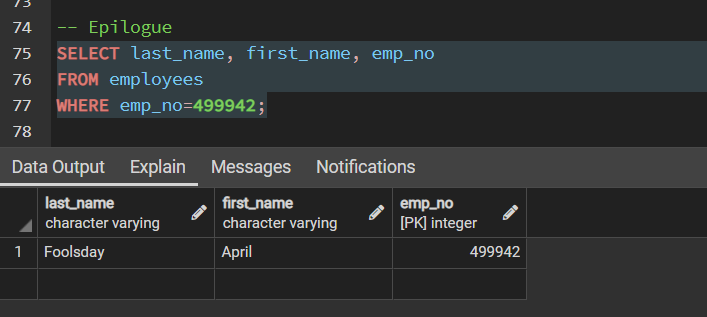 73
74 -- Epilogue
75 SELECT last_name, first_name, emp_no
76 FROM employees
77 WHERE emp_no=499942;
78
Data Output Explain Messages Notifications
last_name first_name emp_no
character varying character varying [PK] integer
1 Foolsday April 499942